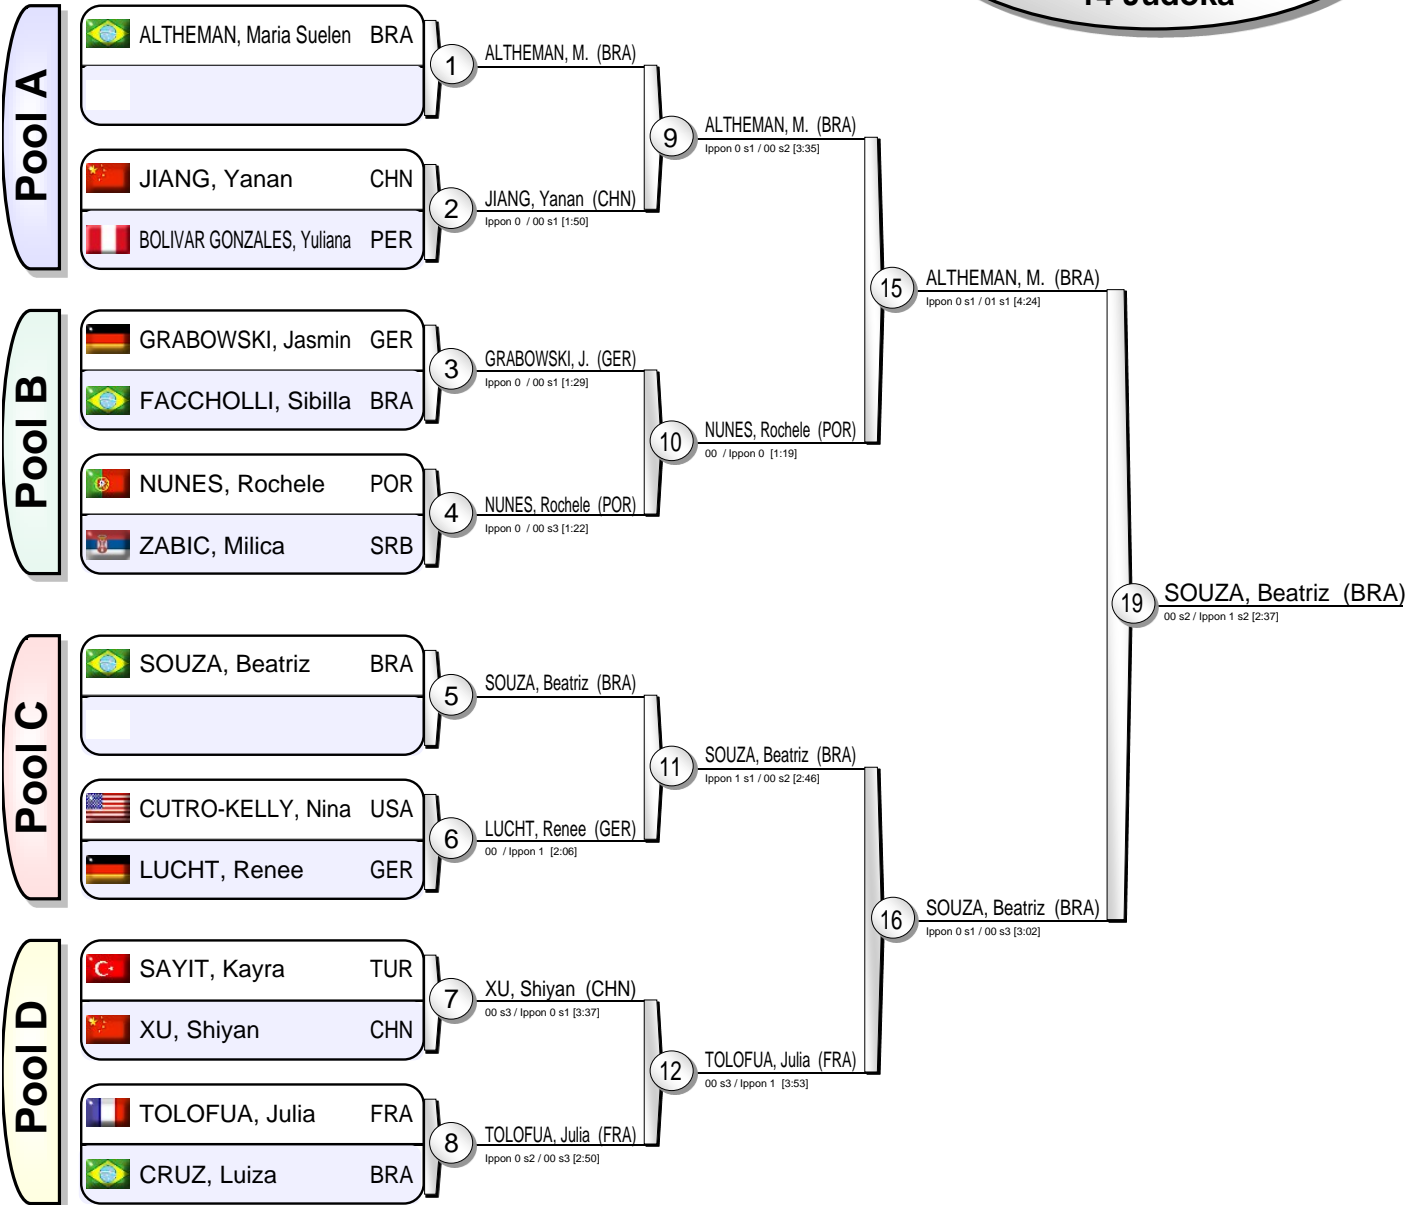 14 Judoka
Pool A
ALTHEMAN, Maria Suelen BRA
1
ALTHEMAN, M. (BRA)
JIANG, Yanan CHN
BOLIVAR GONZALES, Yuliana PER
2
JIANG, Yanan (CHN)
Ippon 0 / 00 s1 [1:50]
9
ALTHEMAN, M. (BRA)
Ippon 0 s1 / 00 s2 [3:35]
Pool B
GRABOWSKI, Jasmin GER
FACCHOLLI, Sibilla BRA
3
GRABOWSKI, J. (GER)
Ippon 0 / 00 s1 [1:29]
NUNES, Rochele POR
ZABIC, Milica SRB
4
NUNES, Rochele (POR)
Ippon 0 / 00 s3 [1:22]
10
NUNES, Rochele (POR)
00 / Ippon 0 [1:19]
15
ALTHEMAN, M. (BRA)
Ippon 0 s1 / 01 s1 [4:24]
Pool C
SOUZA, Beatriz BRA
5
SOUZA, Beatriz (BRA)
CUTRO-KELLY, Nina USA
LUCHT, Renee GER
6
LUCHT, Renee (GER)
00 / Ippon 1 [2:06]
11
SOUZA, Beatriz (BRA)
Ippon 1 s1 / 00 s2 [2:46]
Pool D
SAYIT, Kayra TUR
XU, Shiyan CHN
7
XU, Shiyan (CHN)
00 s3 / Ippon 0 s1 [3:37]
TOLOFUA, Julia FRA
CRUZ, Luiza BRA
8
TOLOFUA, Julia (FRA)
Ippon 0 s2 / 00 s3 [2:50]
12
TOLOFUA, Julia (FRA)
00 s3 / Ippon 1 [3:53]
16
SOUZA, Beatriz (BRA)
Ippon 0 s1 / 00 s3 [3:02]
19
SOUZA, Beatriz (BRA)
00 s2 / Ippon 1 s2 [2:37]